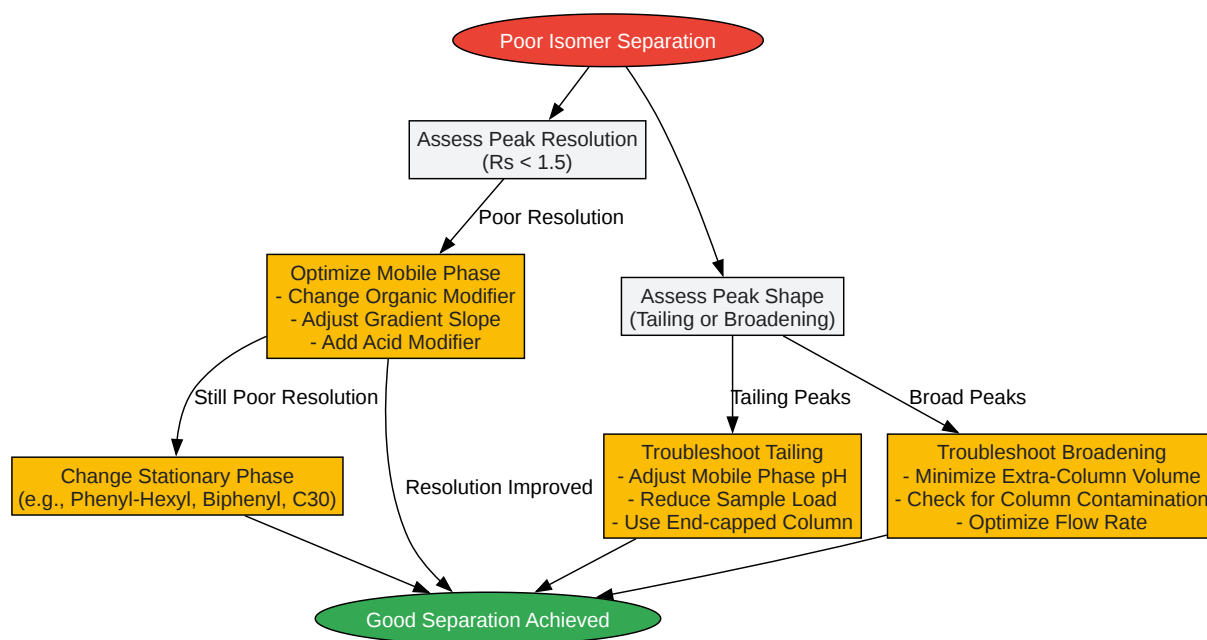 Poor Isomer Separation
Assess Peak Resolution
(Rs < 1.5)
Poor Resolution
Optimize Mobile Phase
- Change Organic Modifier
- Adjust Gradient Slope
- Add Acid Modifier
Assess Peak Shape
(Tailing or Broadening)
Still Poor Resolution
Tailing Peaks
Broad Peaks
Change Stationary Phase
(e.g., Phenyl-Hexyl, Biphenyl, C30)
Resolution Improved
Troubleshoot Tailing
- Adjust Mobile Phase pH
- Reduce Sample Load
- Use End-capped Column
Troubleshoot Broadening
- Minimize Extra-Column Volume
- Check for Column Contamination
- Optimize Flow Rate
Good Separation Achieved